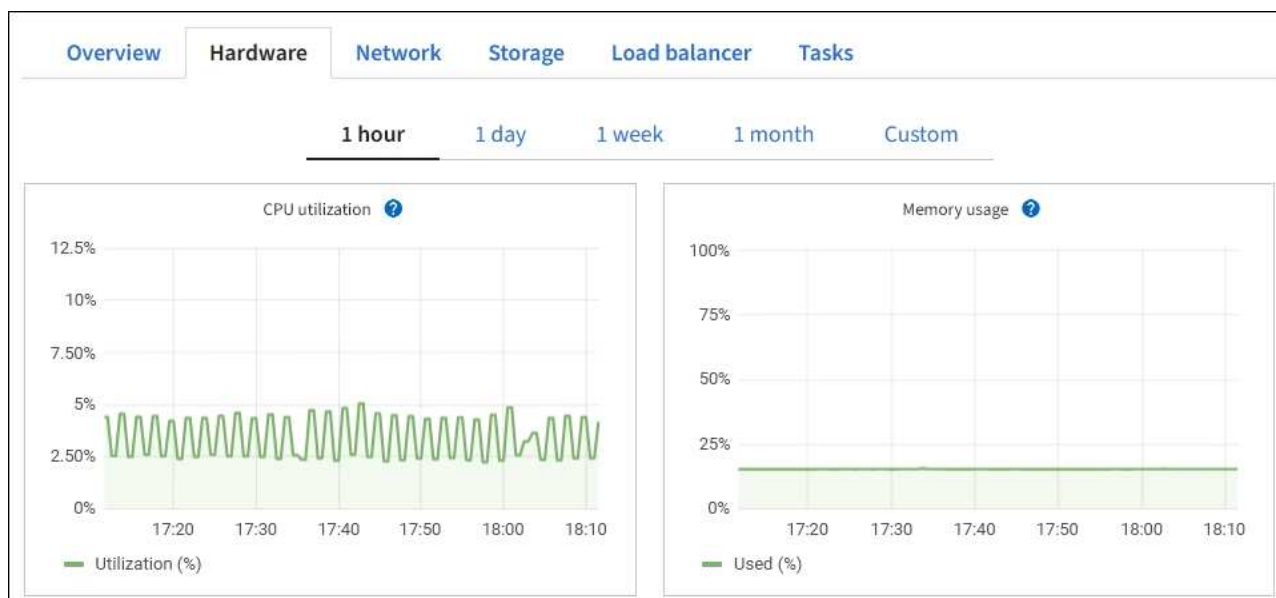 Overview Hardware Network Storage Load balancer Tasks
1 hour 1 day 1 week 1 month Custom
CPU utilization ?
12.5%
10%
7.50%
5%
2.50%
0%
17:20 17:30 17:40 17:50 18:00 18:10
Utilization (%)
Memory usage ?
100%
75%
50%
25%
0%
17:20 17:30 17:40 17:50 18:00 18:10
Used (%)